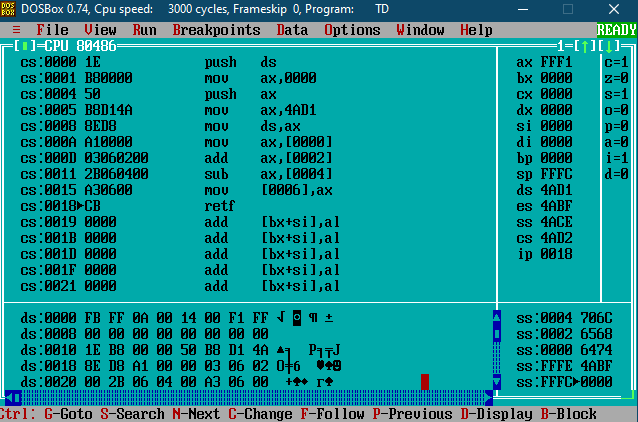 DOSBox 0.74, Cpu speed: 3000 cycles, Frameskip 0, Program: TD
≡ File View Run Breakpoints Data Options Window Help READY
[■]=CPU 80486 1=[↑][↓]
cs:0000 1E push ds
cs:0001 B80000 mov ax,0000
cs:0004 50 push ax
cs:0005 B8D14A mov ax,4AD1
cs:0008 8ED8 mov ds,ax
cs:000A A10000 mov ax,[0000]
cs:000D 03060200 add ax,[0002]
cs:0011 2B060400 sub ax,[0004]
cs:0015 A30600 mov [0006],ax
cs:0018►CB retf
cs:0019 0000 add [bx+si],al
cs:001B 0000 add [bx+si],al
cs:001D 0000 add [bx+si],al
cs:001F 0000 add [bx+si],al
cs:0021 0000 add [bx+si],al
ax FFF1 c=1
bx 0000 z=0
cx 0000 s=1
dx 0000 o=0
si 0000 p=0
di 0000 a=0
bp 0000 i=1
sp FFFC d=0
ds 4AD1
es 4ABF
ss 4ACE
cs 4AD2
ip 0018
ds:0000 FB FF 0A 00 14 00 F1 FF √ ◙ ¶ ±
ds:0008 00 00 00 00 00 00 00 00
ds:0010 1E B8 00 00 50 B8 D1 4A ▲╕ P╕╤J
ds:0018 8E D8 A1 00 00 03 06 02
ds:0020 00 2B 06 04 00 A3 06 00
ss:0004 706C
ss:0002 6568
ss:0000 6474
ss:FFFE 4ABF
ss:FFFC►0000
Ctrl: G-Goto S-Search N-Next C-Change F-Follow P-Previous D-Display B-Block